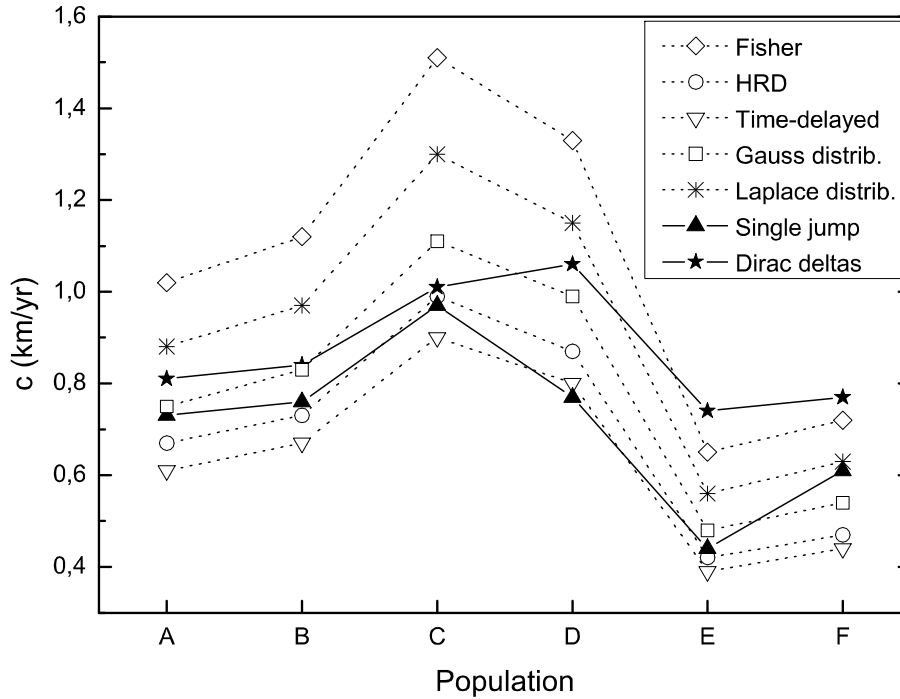 1,6
1,4
1,2
1,0
0,8
0,6
0,4
c (km/yr)
Fisher
HRD
Time-delayed
Gauss distrib.
Laplace distrib.
Single jump
Dirac deltas
A B C D E F
Population